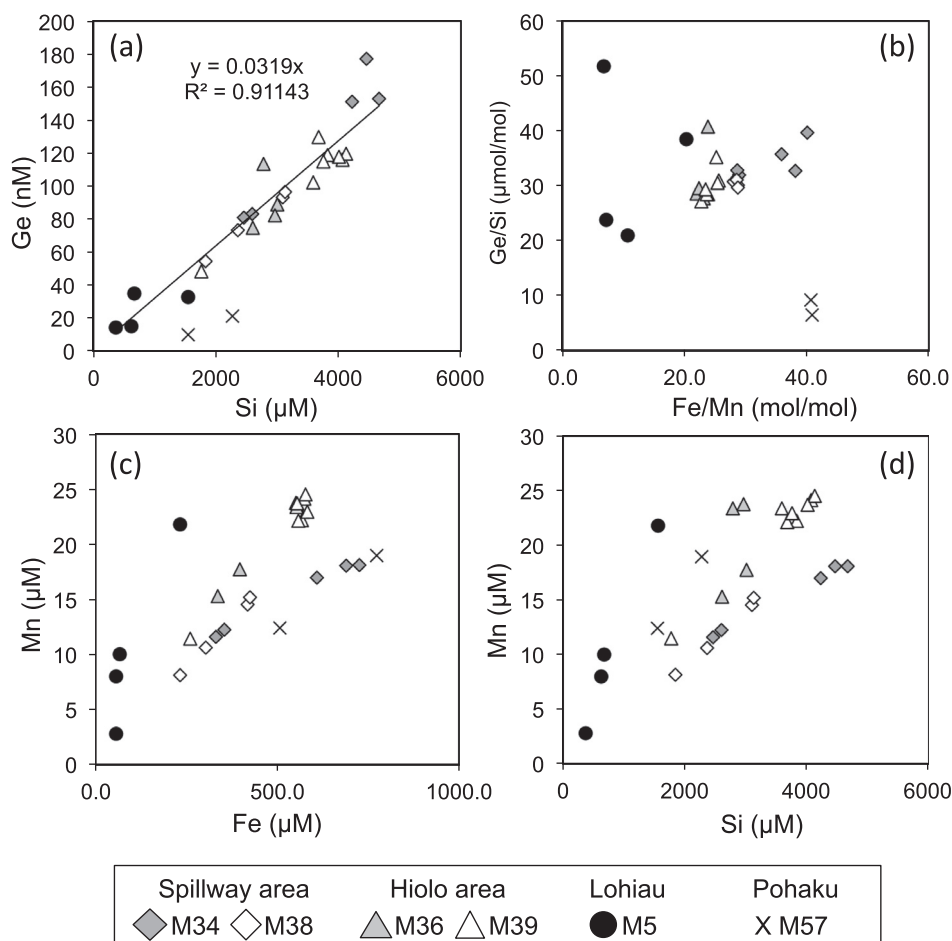 (a)
y = 0.0319x
R² = 0.91143
200
180
160
140
120
100
80
60
40
20
0
Ge (nM)
0 2000 4000 6000
Si (µM)
(b)
60
50
40
30
20
10
0
Ge/Si (µmol/mol)
0.0 20.0 40.0 60.0
Fe/Mn (mol/mol)
(c)
30
25
20
15
10
5
0
Mn (µM)
0.0 500.0 1000.0
Fe (µM)
(d)
30
25
20
15
10
5
0
Mn (µM)
0 2000 4000 6000
Si (µM)
Spillway area Hiolo area Lohiau Pohaku
M34 M38 M36 M39 M5 X M57